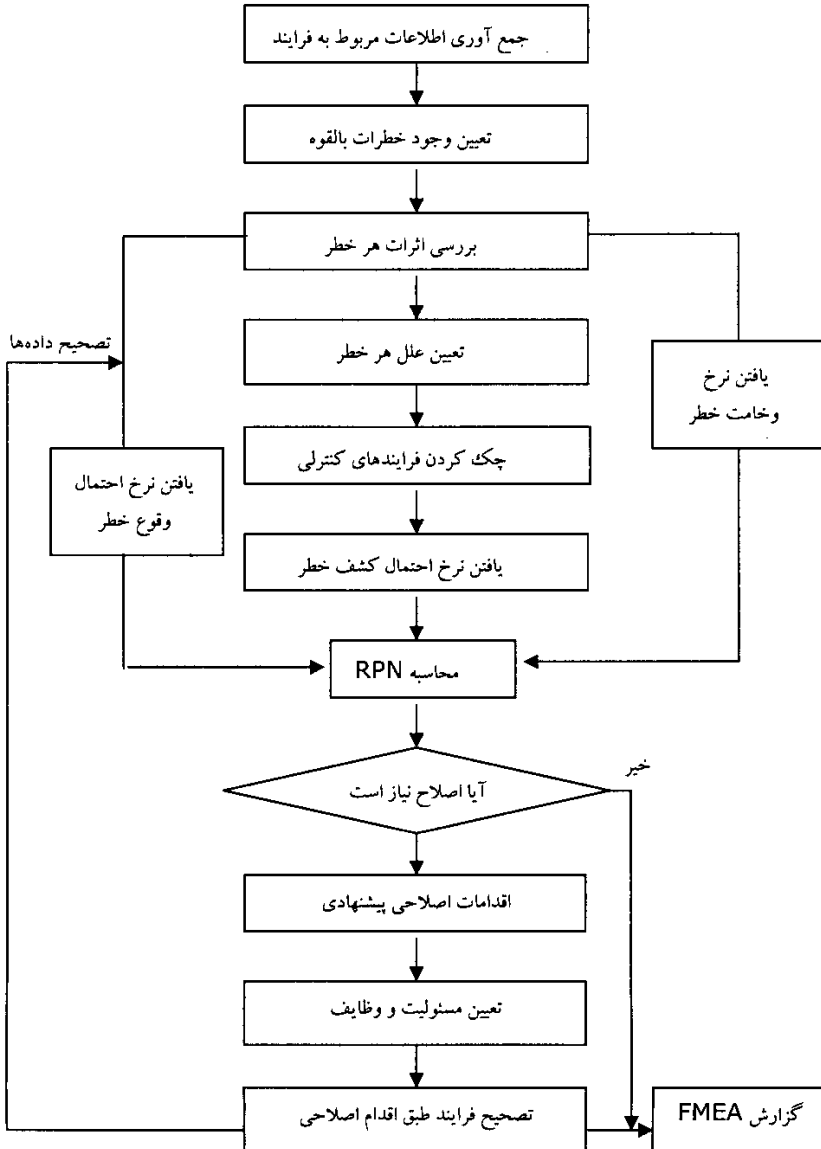 جمع آوری اطلاعات مربوط به فرایند
تعیین وجود خطرات بالقوه
بررسی اثرات هر خطر
تصحیح داده‌ها
تعیین علل هر خطر
یافتن نرخ
وخامت خطر
چک کردن فرایندهای کنترلی
یافتن نرخ احتمال
وقوع خطر
یافتن نرخ احتمال کشف خطر
محاسبه RPN
خیر
آیا اصلاح نیاز است
اقدامات اصلاحی پیشنهادی
تعیین مسئولیت و وظایف
تصحیح فرایند طبق اقدام اصلاحی
گزارش FMEA